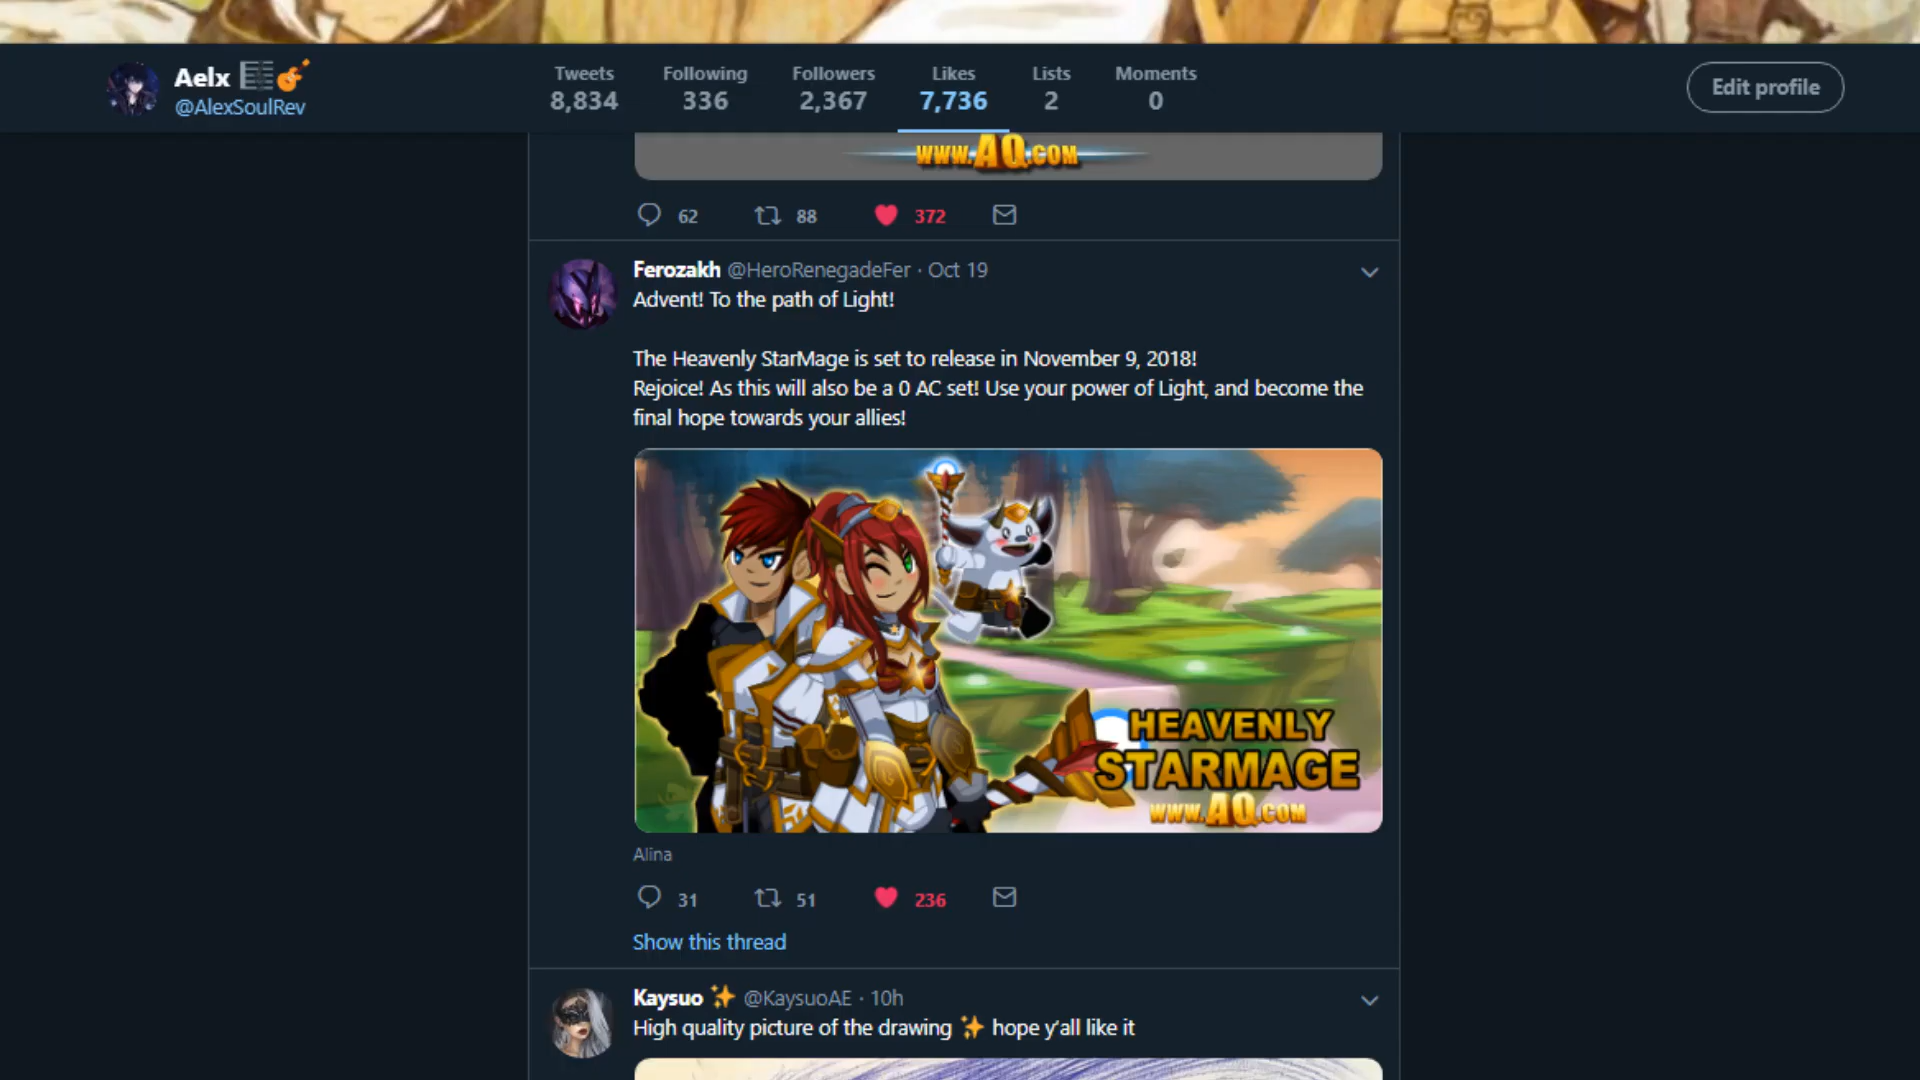 Aelx
@AlexSoulRev
Tweets
8,834
Following
336
Followers
2,367
Likes
7,736
Lists
2
Moments
0
Edit profile
WWW.AQ.COM
62 88 372
Ferozakh @HeroRenegadeFer · Oct 19
Advent! To the path of Light!
The Heavenly StarMage is set to release in November 9, 2018!
Rejoice! As this will also be a 0 AC set! Use your power of Light, and become the
final hope towards your allies!
HEAVENLY
STARMAGE
WWW.AQ.COM
Alina
31 51 236
Show this thread
Kaysuo ✨ @KaysuoAE · 10h
High quality picture of the drawing ✨ hope y'all like it